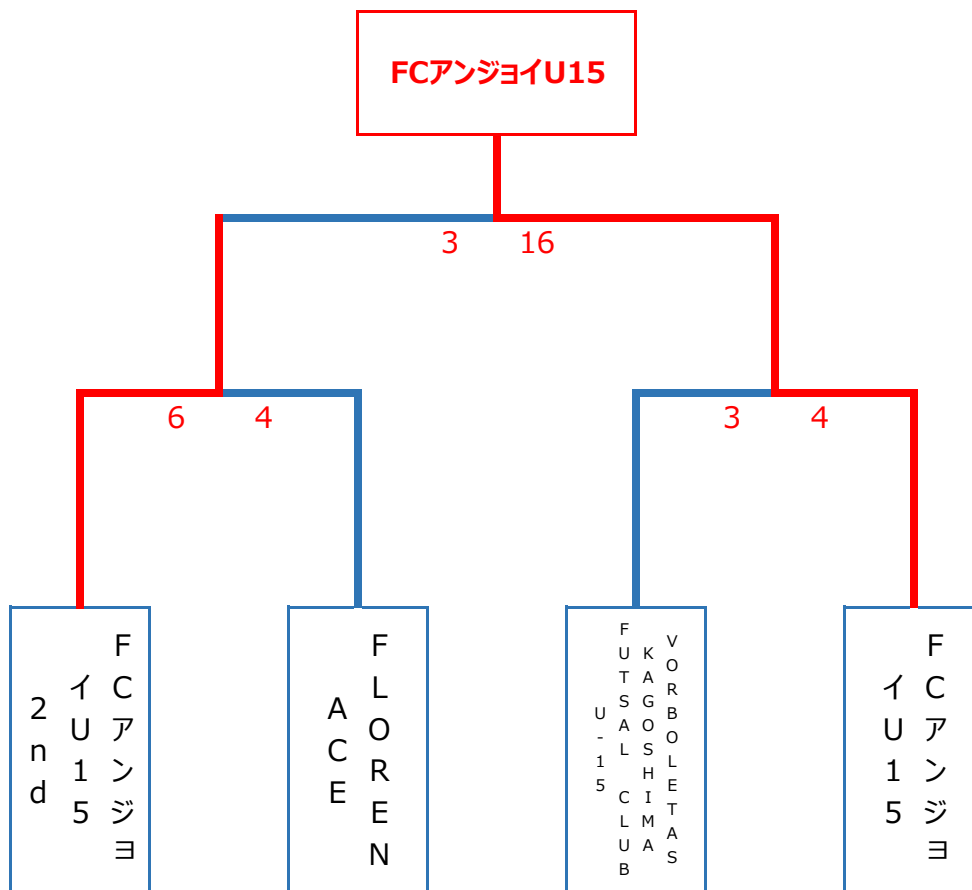 FCアンジョイU15
3 16
6 4
3 4
FCアンジョ
イU15
2nd
FLOREN
ACE
VORBOLETAS
KAGOSHIMA
FUTSAL CLUB
U-15
FCアンジョ
イU15